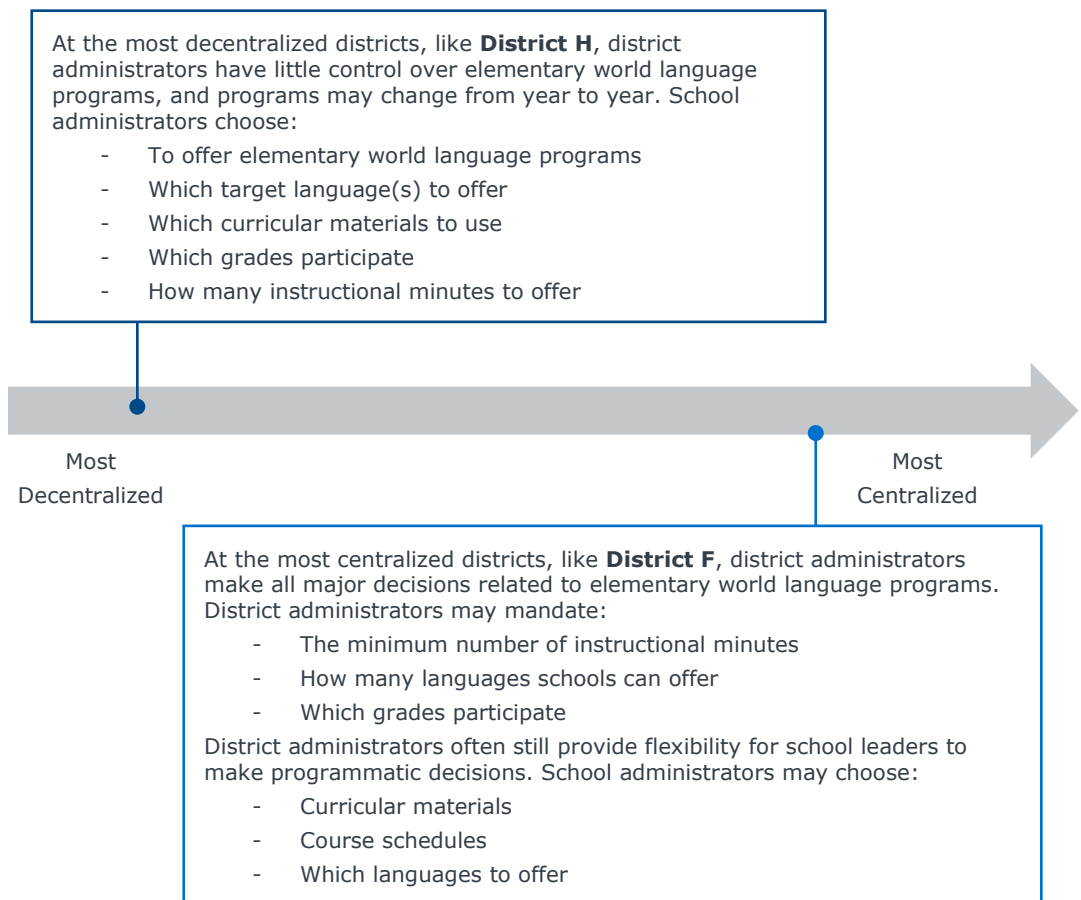 At the most decentralized districts, like District H, district
administrators have little control over elementary world language
programs, and programs may change from year to year. School
administrators choose:
- To offer elementary world language programs
- Which target language(s) to offer
- Which curricular materials to use
- Which grades participate
- How many instructional minutes to offer
Most
Decentralized
Most
Centralized
At the most centralized districts, like District F, district administrators
make all major decisions related to elementary world language programs.
District administrators may mandate:
- The minimum number of instructional minutes
- How many languages schools can offer
- Which grades participate
District administrators often still provide flexibility for school leaders to
make programmatic decisions. School administrators may choose:
- Curricular materials
- Course schedules
- Which languages to offer